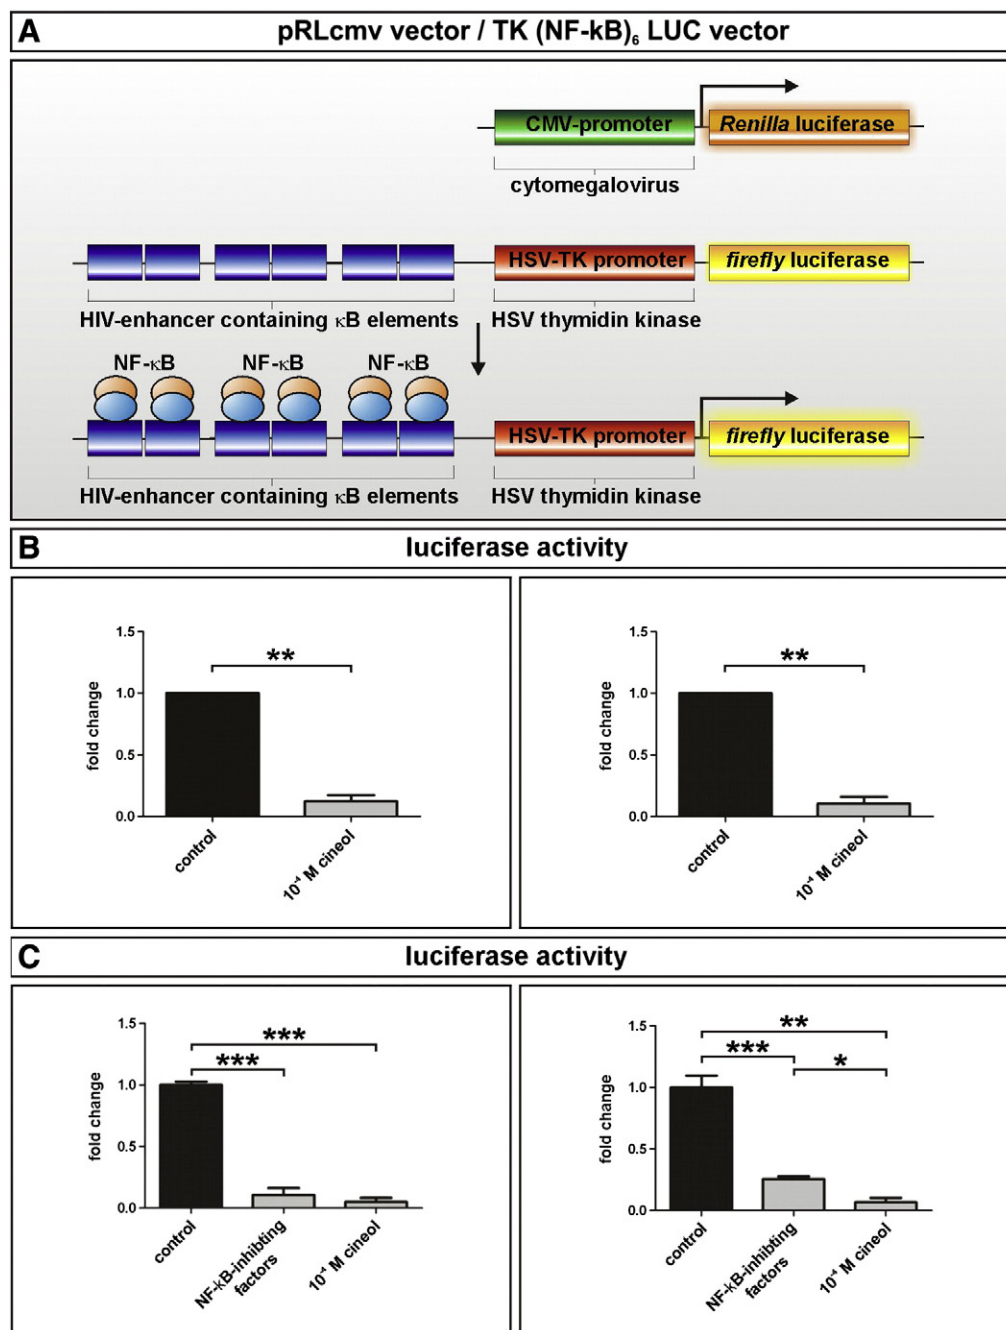 A
pRLcmv vector / TK (NF-kB)₆ LUC vector
CMV-promoter
Renilla luciferase
cytomegalovirus
HSV-TK promoter
firefly luciferase
HIV-enhancer containing κB elements
HSV thymidin kinase
NF-κB
NF-κB
NF-κB
HSV-TK promoter
firefly luciferase
HIV-enhancer containing κB elements
HSV thymidin kinase
B
luciferase activity
fold change
1.5
1.0
0.5
0.0
**
control
10⁻⁴ M cineol
fold change
1.5
1.0
0.5
0.0
**
control
10⁻⁴ M cineol
C
luciferase activity
fold change
1.5
1.0
0.5
0.0
***
***
control
NF-κB-inhibting
factors
10⁻⁴ M cineol
fold change
1.5
1.0
0.5
0.0
**
***
*
control
NF-κB-inhibting
factors
10⁻⁴ M cineol